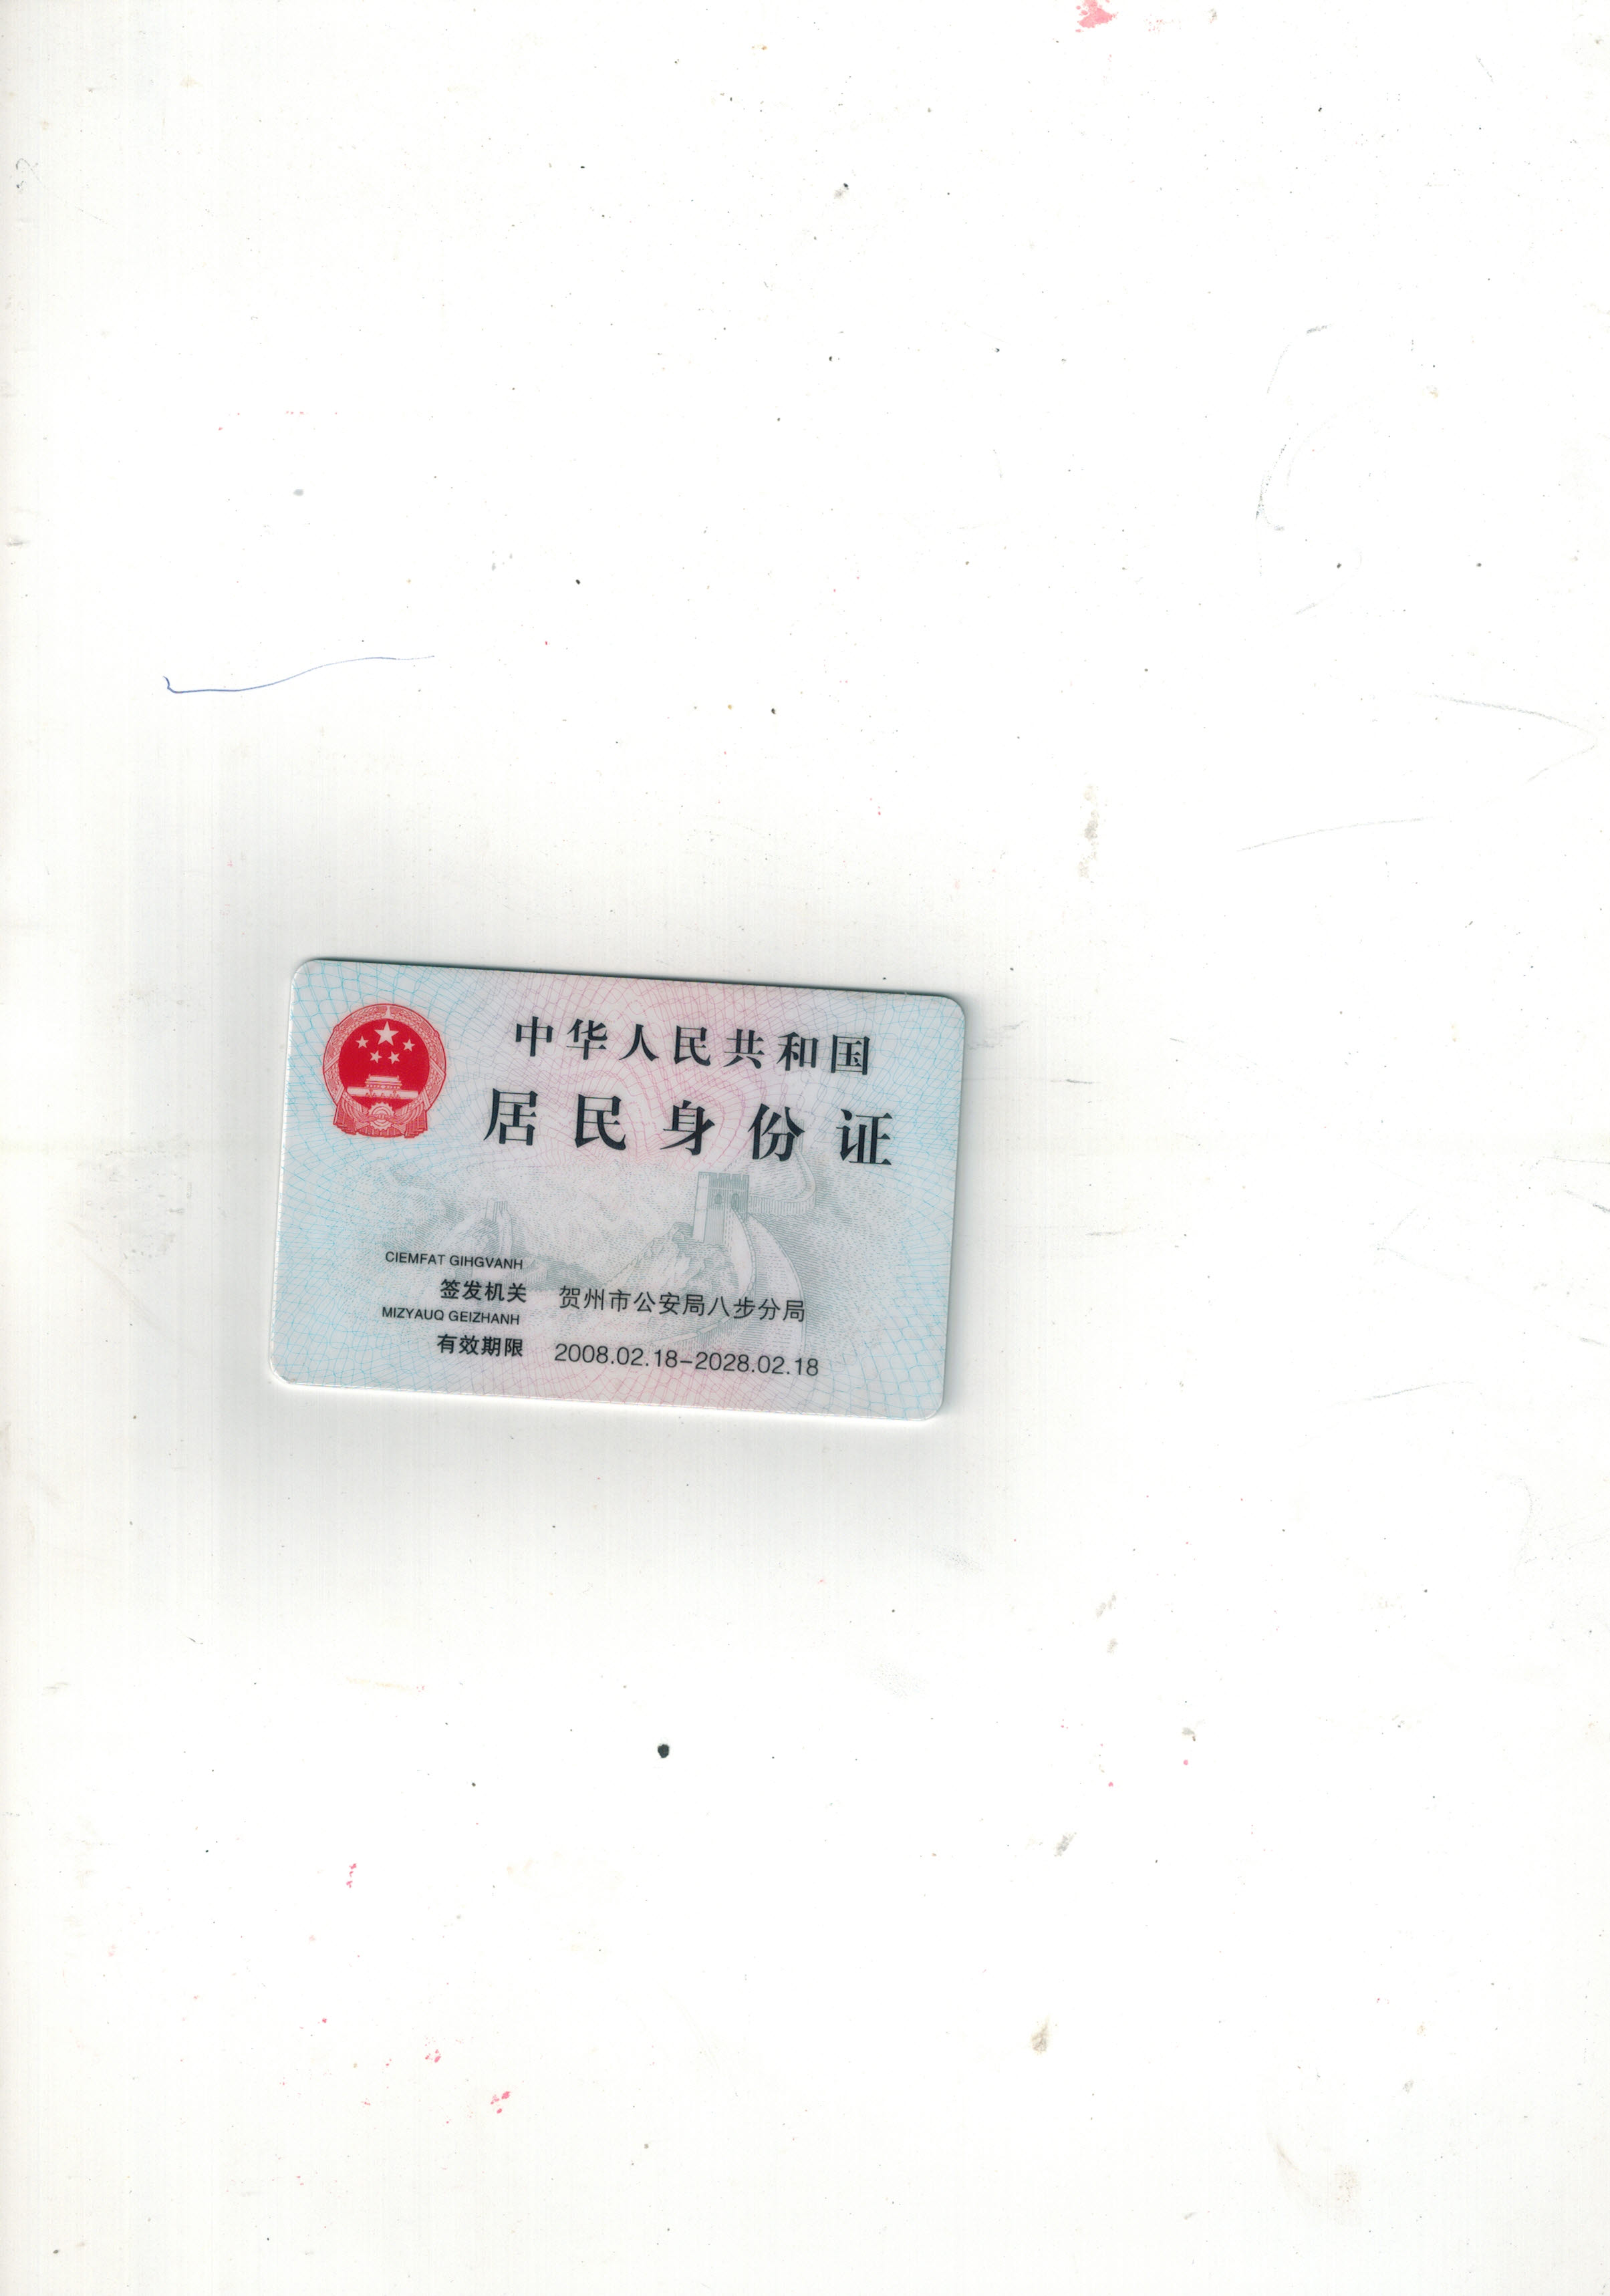 中华人民共和国
居民身份证
CIEMFAT GIHGVANH
签发机关 贺州市公安局八步分局
MIZYAUQ GEIZHANH
有效期限 2008.02.18-2028.02.18